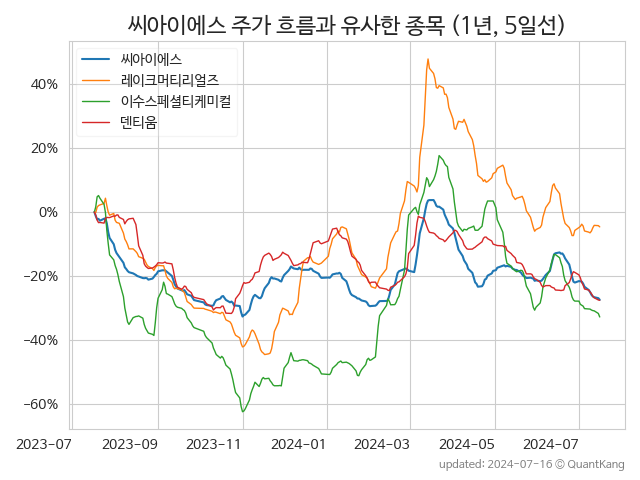 씨아이에스 주가 흐름과 유사한 종목 (1년, 5일선)
씨아이에스
레이크머티리얼즈
이수스페셜티케미컬
덴티움
40%
20%
0%
−20%
−40%
−60%
2023-07
2023-09
2023-11
2024-01
2024-03
2024-05
2024-07
updated: 2024-07-16 © QuantKang